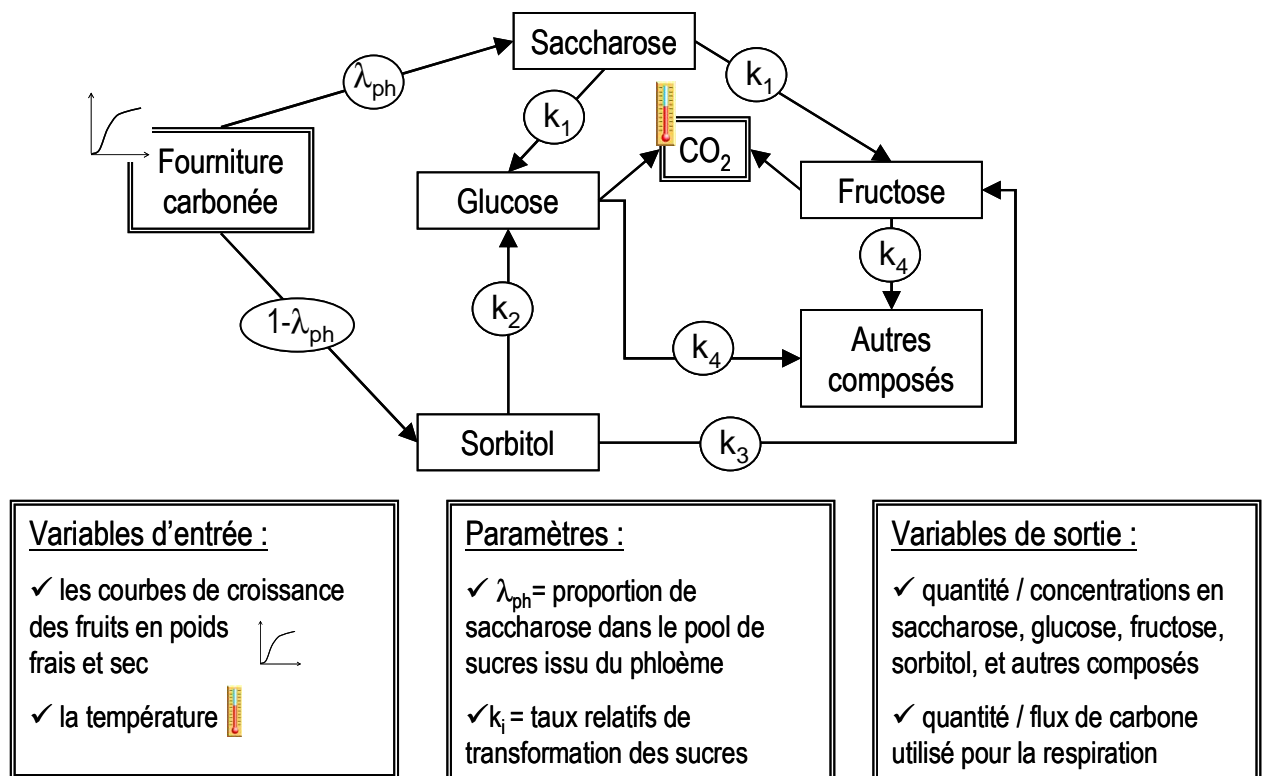 Saccharose
λph
k1
k1
Fourniture
carbonée
CO2
Glucose
Fructose
k4
k2
1-λph
k4
Autres
composés
Sorbitol
k3
Variables d'entrée :
✓ les courbes de croissance
des fruits en poids
frais et sec
✓ la température
Paramètres :
✓ λph= proportion de
saccharose dans le pool de
sucres issu du phloème
✓ki = taux relatifs de
transformation des sucres
Variables de sortie :
✓ quantité / concentrations en
saccharose, glucose, fructose,
sorbitol, et autres composés
✓ quantité / flux de carbone
utilisé pour la respiration